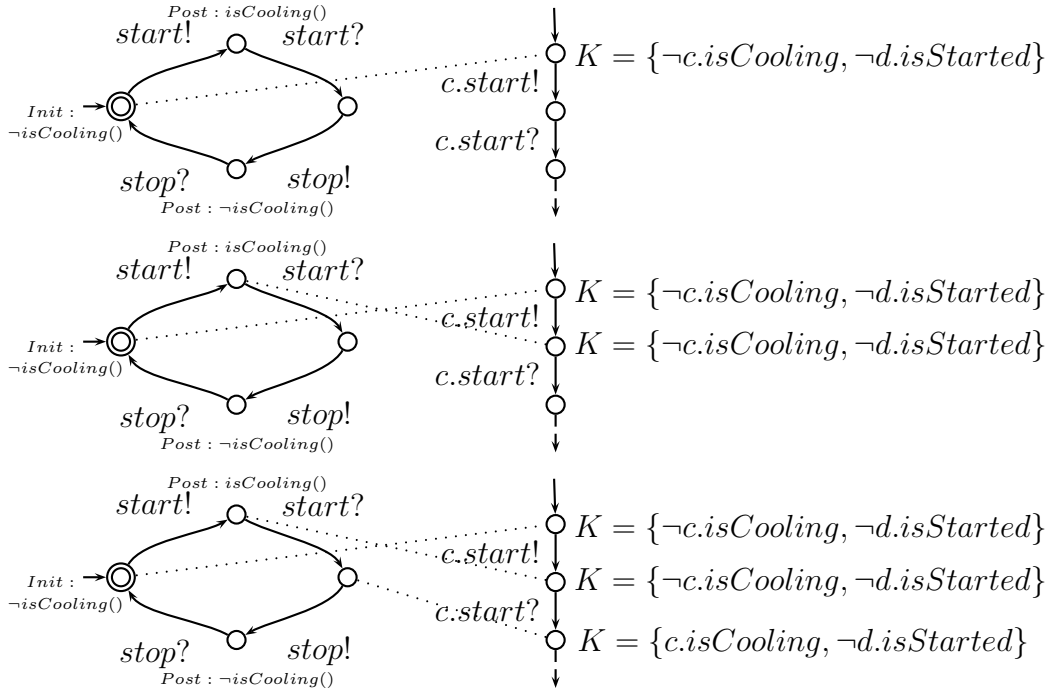 Post : isCooling()
start! start?
K = {¬c.isCooling, ¬d.isStarted}
c.start!
Init :
¬isCooling()
c.start?
stop? stop!
Post : ¬isCooling()
Post : isCooling()
start! start?
K = {¬c.isCooling, ¬d.isStarted}
c.start!
Init :
¬isCooling()
K = {¬c.isCooling, ¬d.isStarted}
c.start?
stop? stop!
Post : ¬isCooling()
Post : isCooling()
start! start?
K = {¬c.isCooling, ¬d.isStarted}
c.start!
Init :
¬isCooling()
K = {¬c.isCooling, ¬d.isStarted}
c.start?
stop? stop!
K = {c.isCooling, ¬d.isStarted}
Post : ¬isCooling()